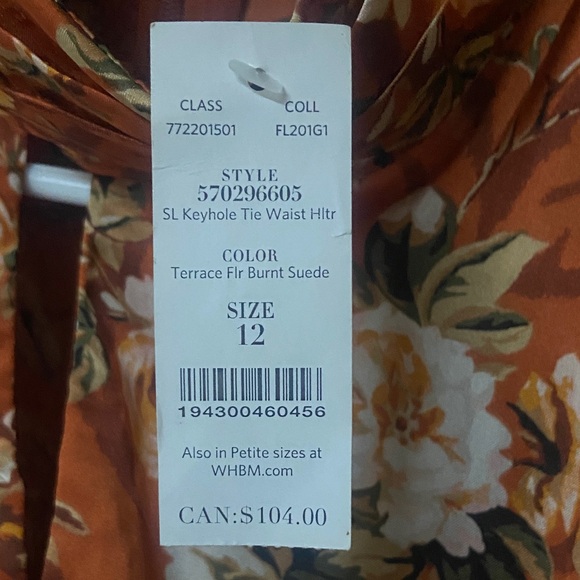 CLASS COLL
772201501 FL201G1
STYLE
570296605
SL Keyhole Tie Waist Hltr
COLOR
Terrace Flr Burnt Suede
SIZE
12
194300460456
Also in Petite sizes at
WHBM.com
CAN:$104.00